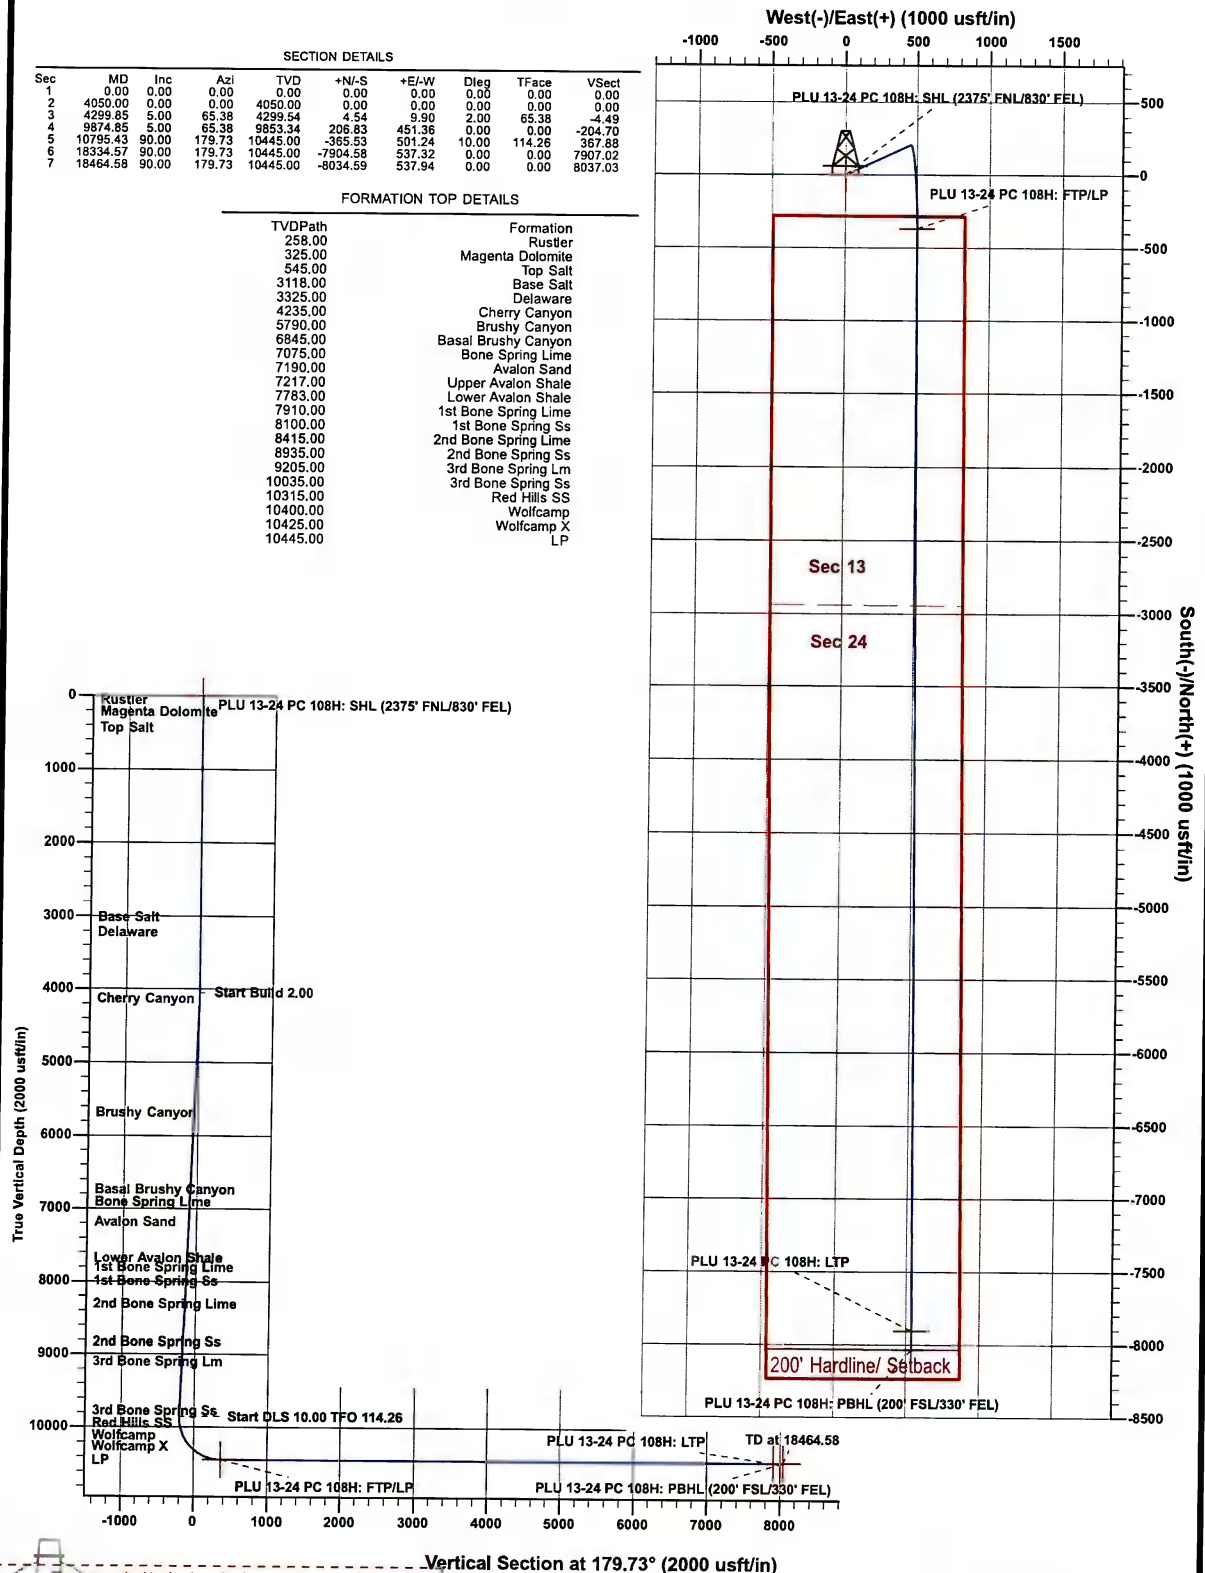 SECTION DETAILS
Sec MD Inc Azi TVD +N/-S +E/-W Dleg TFace VSect
1 0.00 0.00 0.00 0.00 0.00 0.00 0.00 0.00 0.00
2 4050.00 0.00 0.00 4050.00 0.00 0.00 0.00 0.00 0.00
3 4299.85 5.00 65.38 4299.54 4.54 9.90 2.00 65.38 -4.49
4 9874.85 5.00 65.38 9853.34 206.83 451.36 0.00 0.00 -204.70
5 10795.43 90.00 179.73 10445.00 -365.53 501.24 10.00 114.26 367.88
6 18334.57 90.00 179.73 10445.00 -7904.58 537.32 0.00 0.00 7907.02
7 18464.58 90.00 179.73 10445.00 -8034.59 537.94 0.00 0.00 8037.03
FORMATION TOP DETAILS
TVDPath Formation
258.00 Rustler
325.00 Magenta Dolomite
545.00 Top Salt
3118.00 Base Salt
3325.00 Delaware
4235.00 Cherry Canyon
5790.00 Brushy Canyon
6845.00 Basal Brushy Canyon
7075.00 Bone Spring Lime
7190.00 Avalon Sand
7217.00 Upper Avalon Shale
7783.00 Lower Avalon Shale
7910.00 1st Bone Spring Lime
8100.00 1st Bone Spring Ss
8415.00 2nd Bone Spring Lime
8935.00 2nd Bone Spring Ss
9205.00 3rd Bone Spring Lm
10035.00 3rd Bone Spring Ss
10315.00 Red Hills SS
10400.00 Wolfcamp
10425.00 Wolfcamp X
10445.00 LP
West(-)/East(+) (1000 usft/in)
-1000 -500 0 500 1000 1500
PLU 13-24 PC 108H: SHL (2375' FNL/830' FEL)
PLU 13-24 PC 108H: FTP/LP
Sec 13
Sec 24
PLU 13-24 PC 108H: LTP
200' Hardline/ Setback
PLU 13-24 PC 108H: PBHL (200' FSL/330' FEL)
500
0
-500
-1000
-1500
-2000
-2500
-3000
-3500
-4000
-4500
-5000
-5500
-6000
-6500
-7000
-7500
-8000
-8500
South(-)/North(+) (1000 usft/in)
True Vertical Depth (2000 usft/in)
0
1000
2000
3000
4000
5000
6000
7000
8000
9000
10000
Rustler
Magenta Dolomite
PLU 13-24 PC 108H: SHL (2375' FNL/830' FEL)
Top Salt
Base Salt
Delaware
Cherry Canyon
Start Build 2.00
Brushy Canyon
Basal Brushy Canyon
Bone Spring Lime
Avalon Sand
Lower Avalon Shale
1st Bone Spring Lime
1st Bone Spring Ss
2nd Bone Spring Lime
2nd Bone Spring Ss
3rd Bone Spring Lm
3rd Bone Spring Ss
Start DLS 10.00 TFO 114.26
Red Hills SS
Wolfcamp
Wolfcamp X
LP
PLU 13-24 PC 108H: LTP
TD at 18464.58
PLU 13-24 PC 108H: FTP/LP
PLU 13-24 PC 108H: PBHL (200' FSL/330' FEL)
-1000 0 1000 2000 3000 4000 5000 6000 7000 8000
Vertical Section at 179.73° (2000 usft/in)